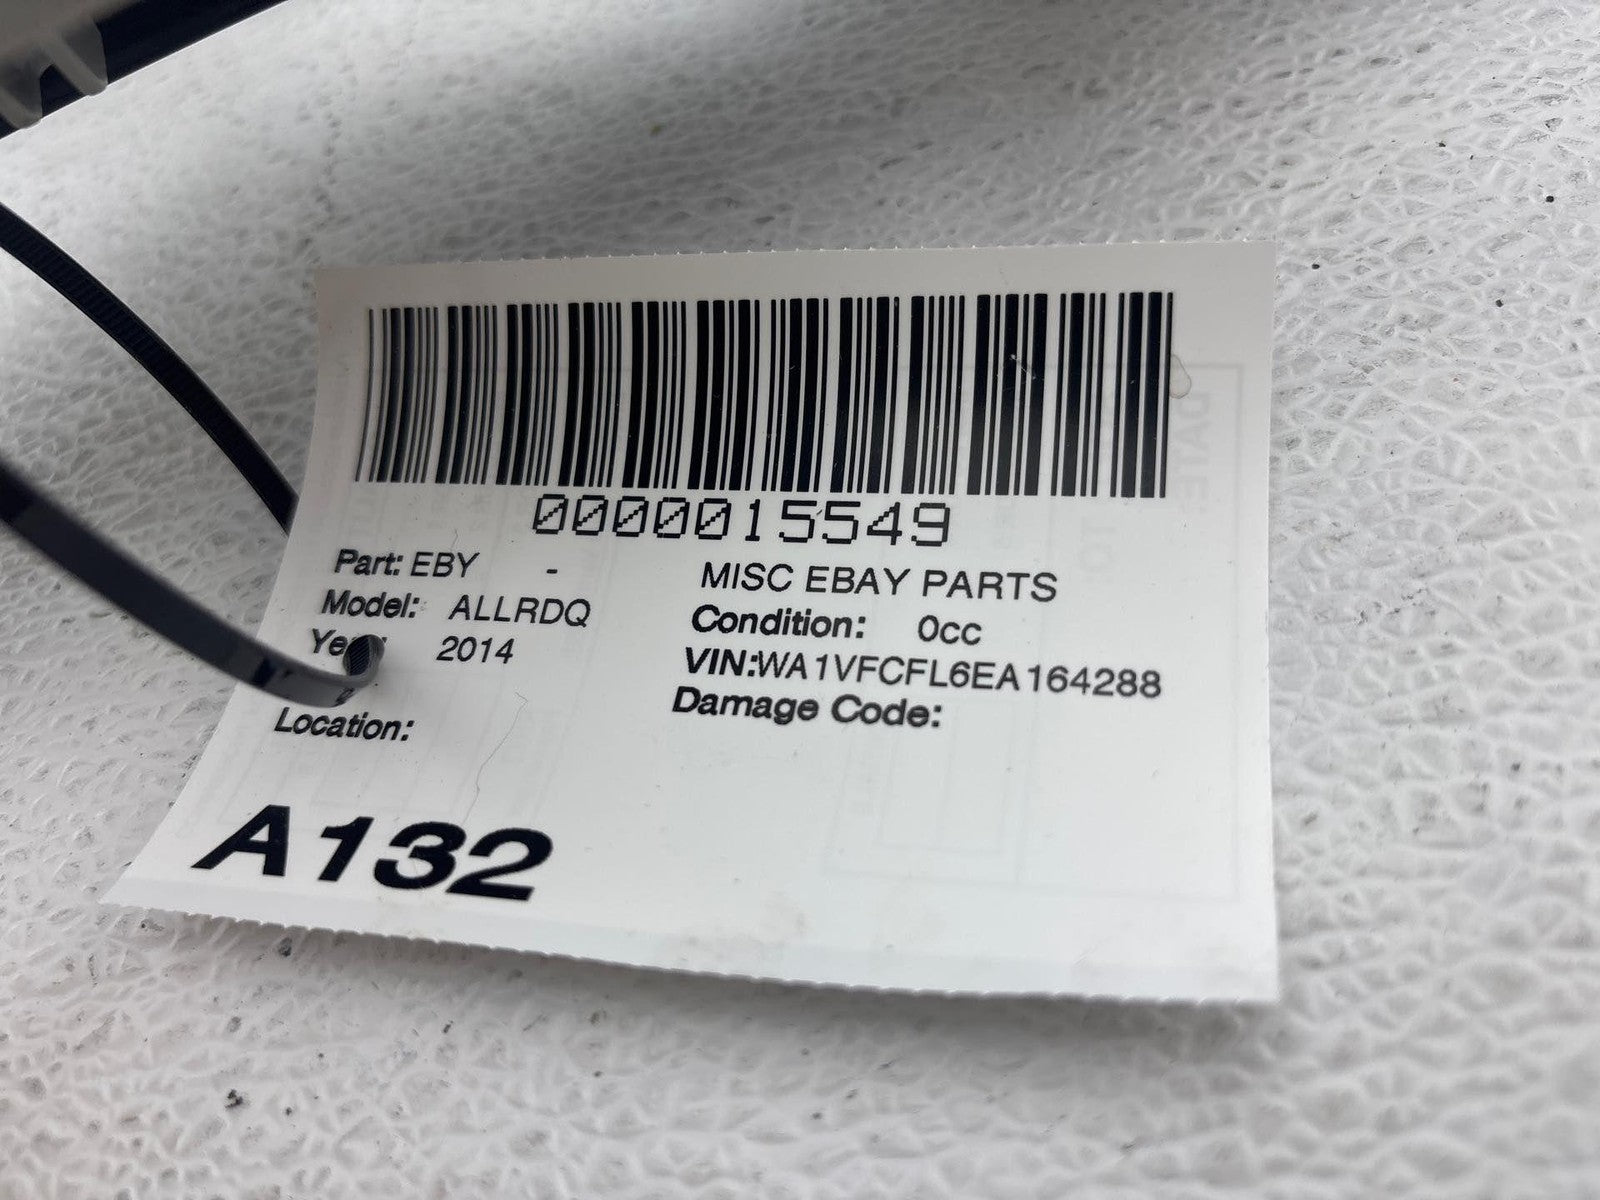 0000015549
Part: EBY - MISC EBAY PARTS
Model: ALLRDQ Condition: 0cc
2014 VIN:WA1VFCFL6EA164288
Damage Code:
Location:
A132